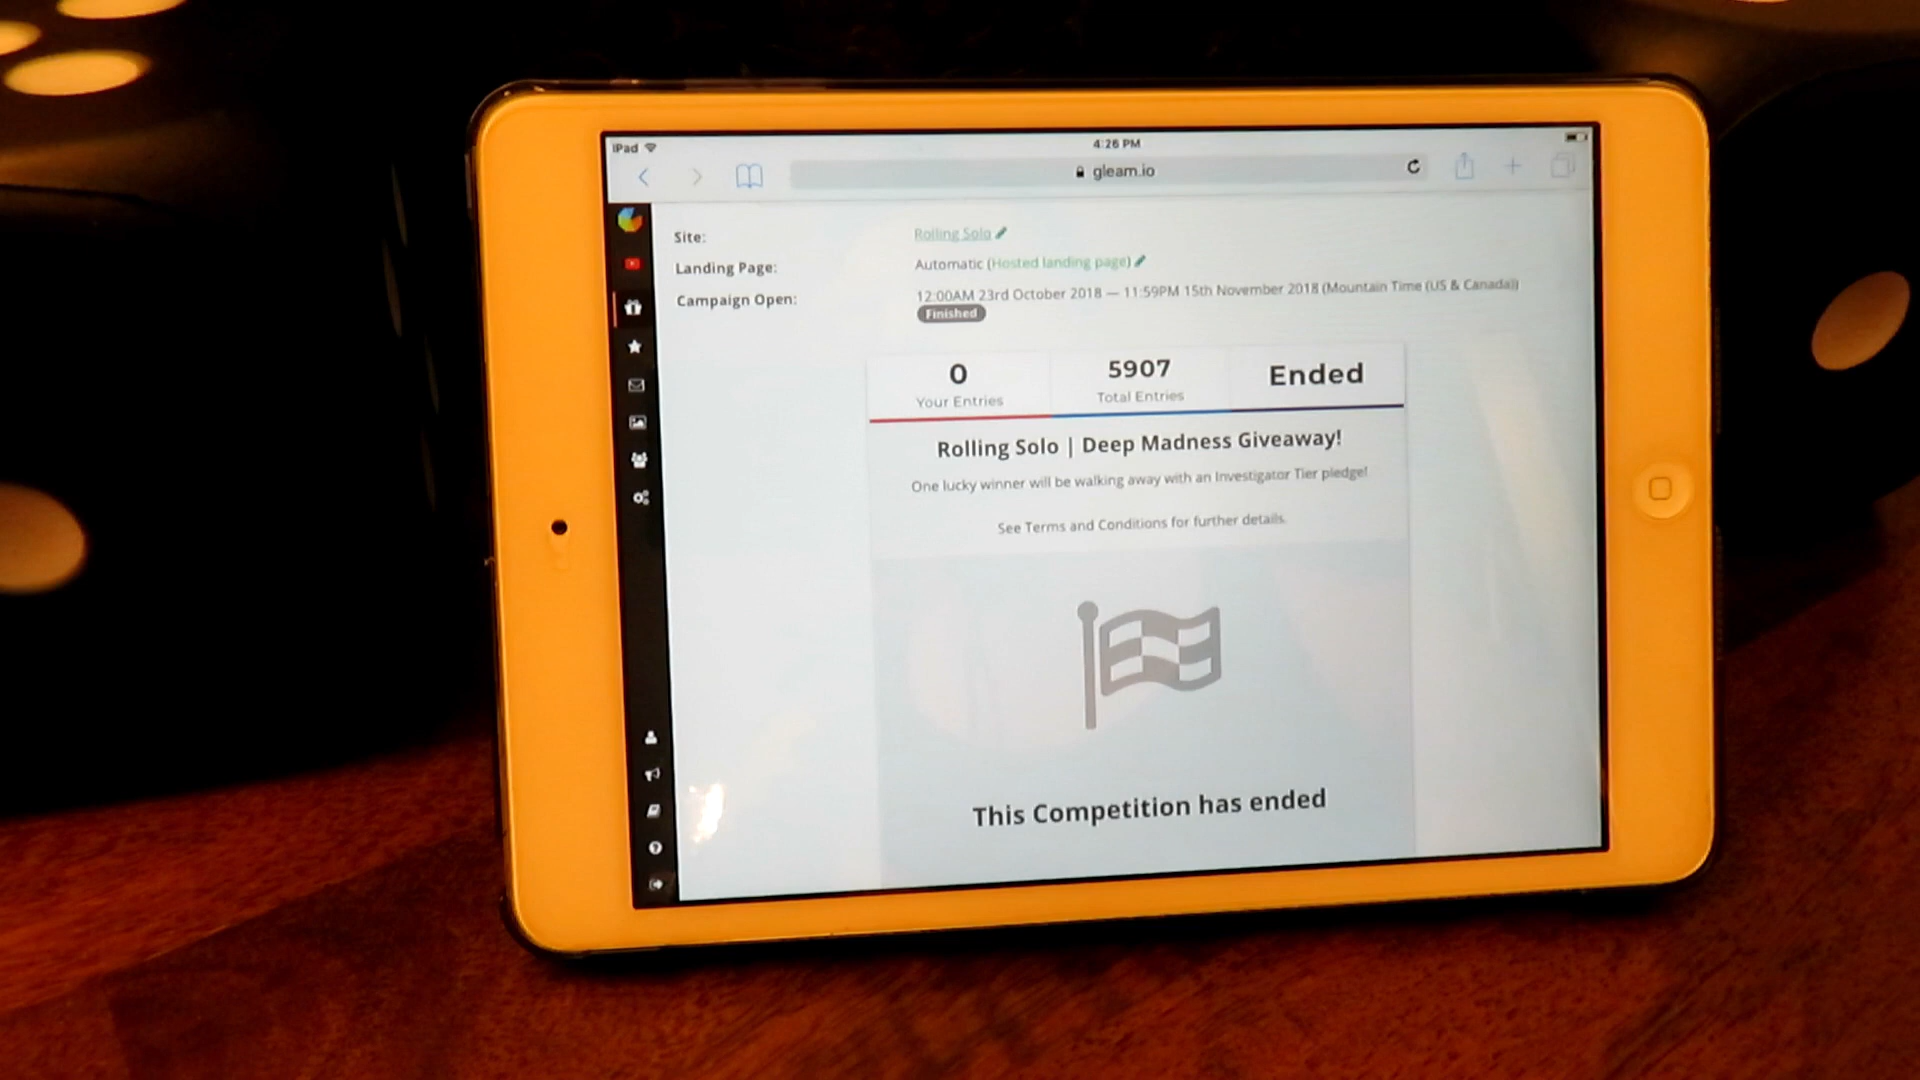 iPad
4:26 PM
gleam.io
Site: Rolling Solo
Landing Page: Automatic (Hosted landing page)
Campaign Open: 12:00AM 23rd October 2018 — 11:59PM 15th November 2018 (Mountain Time (US & Canada))
Finished
0 5907 Ended
Your Entries Total Entries
Rolling Solo | Deep Madness Giveaway!
One lucky winner will be walking away with an Investigator Tier pledge!
See Terms and Conditions for further details.
This Competition has ended